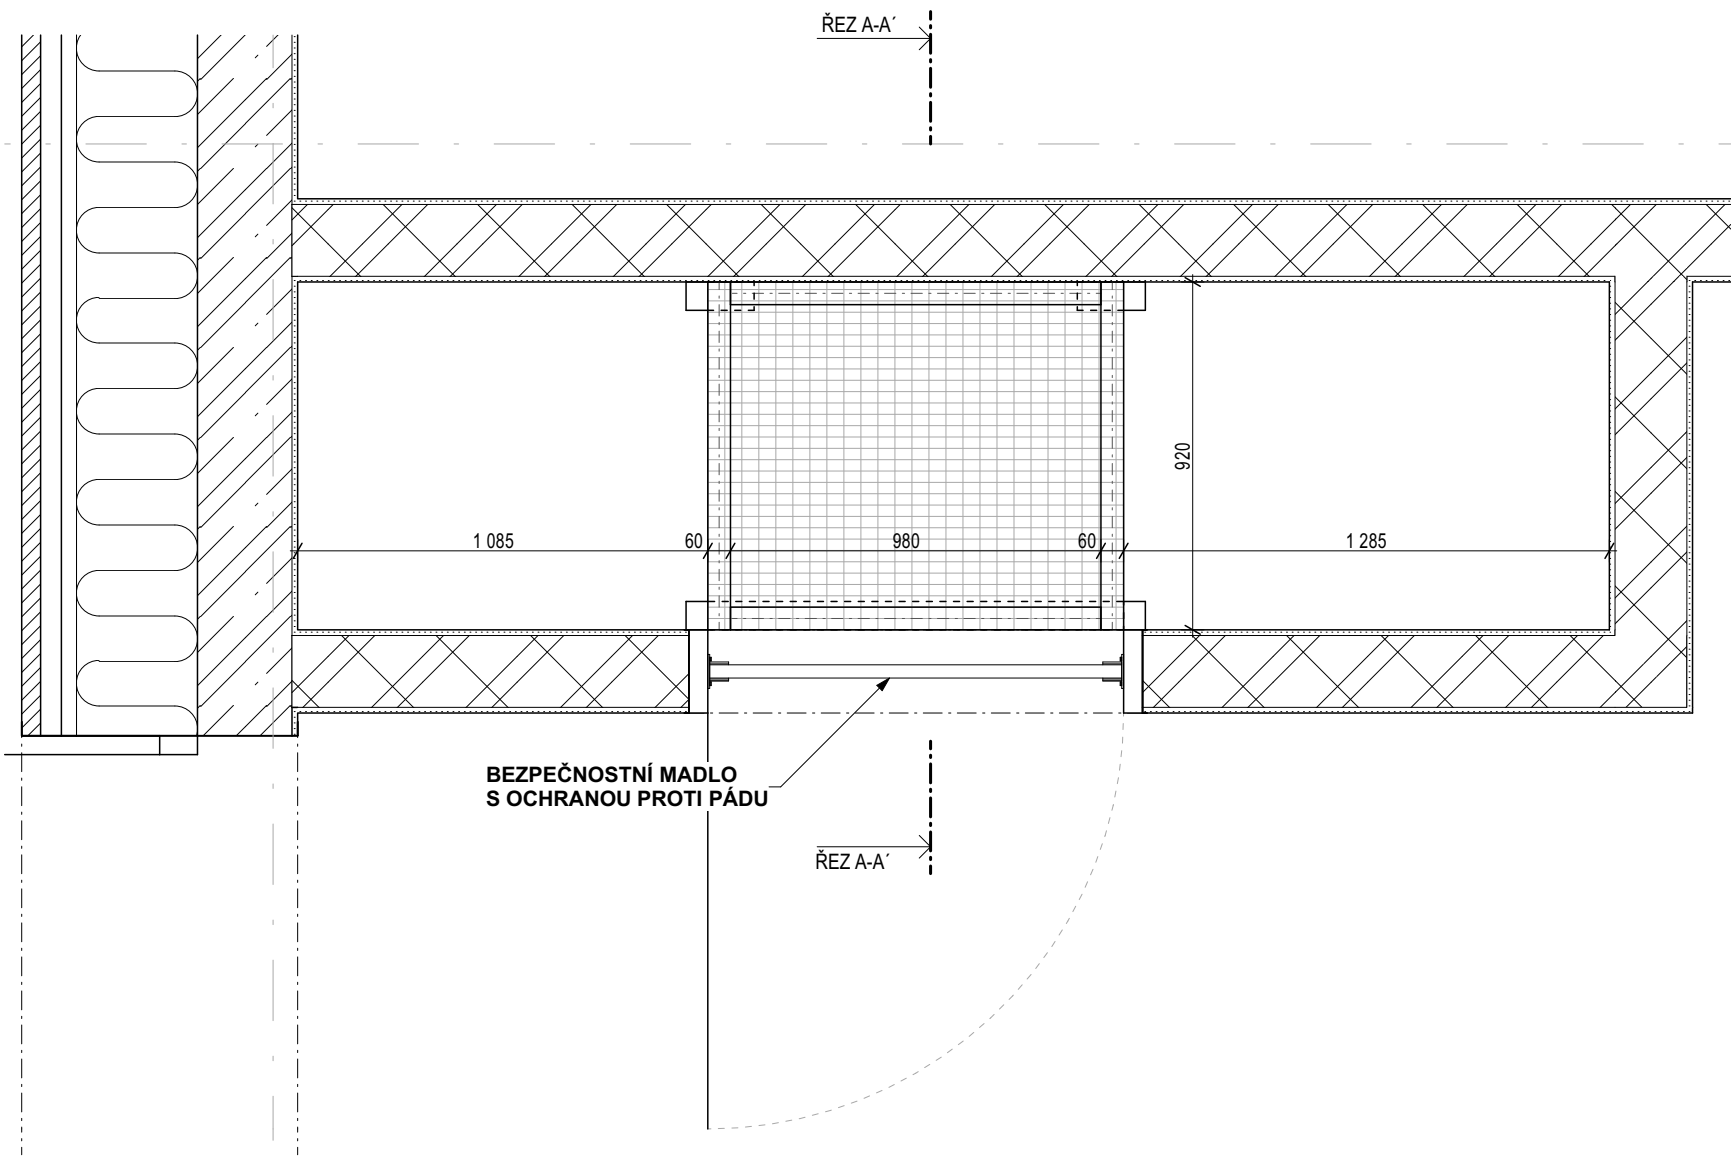 ŘEZ A-A´
920
1 085
60
980
60
1 285
BEZPEČNOSTNÍ MADLO
S OCHRANOU PROTI PÁDU
ŘEZ A-A´